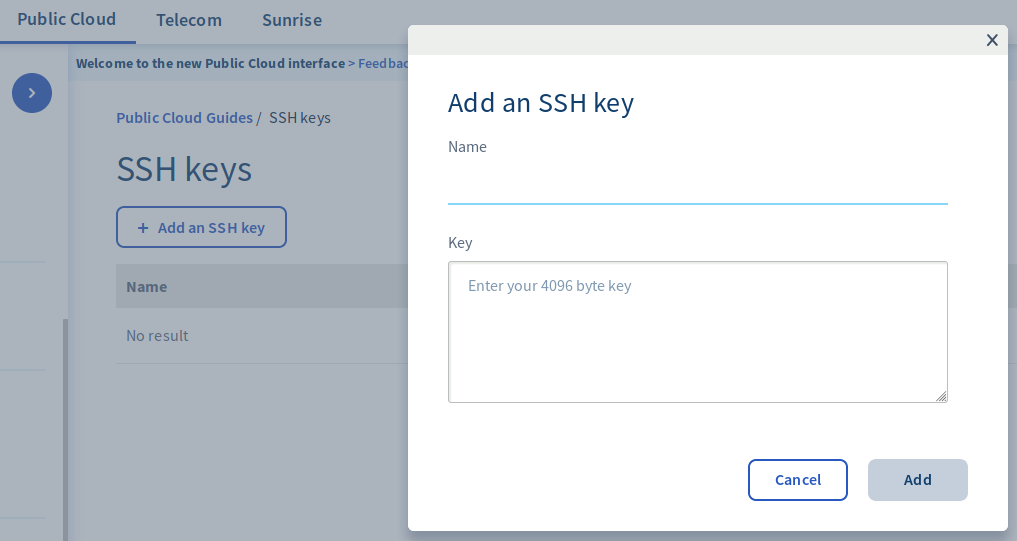 Public Cloud Telecom Sunrise
Welcome to the new Public Cloud interface > Feedbac
Public Cloud Guides / SSH keys
SSH keys
+ Add an SSH key
Name
No result
X
Add an SSH key
Name
Key
Enter your 4096 byte key
Cancel Add